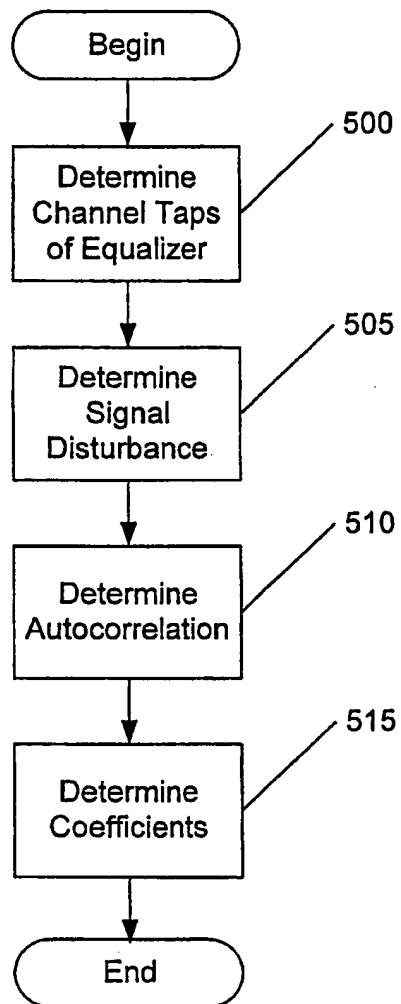 Begin
500
Determine
Channel Taps
of Equalizer
505
Determine
Signal
Disturbance
510
Determine
Autocorrelation
515
Determine
Coefficients
End